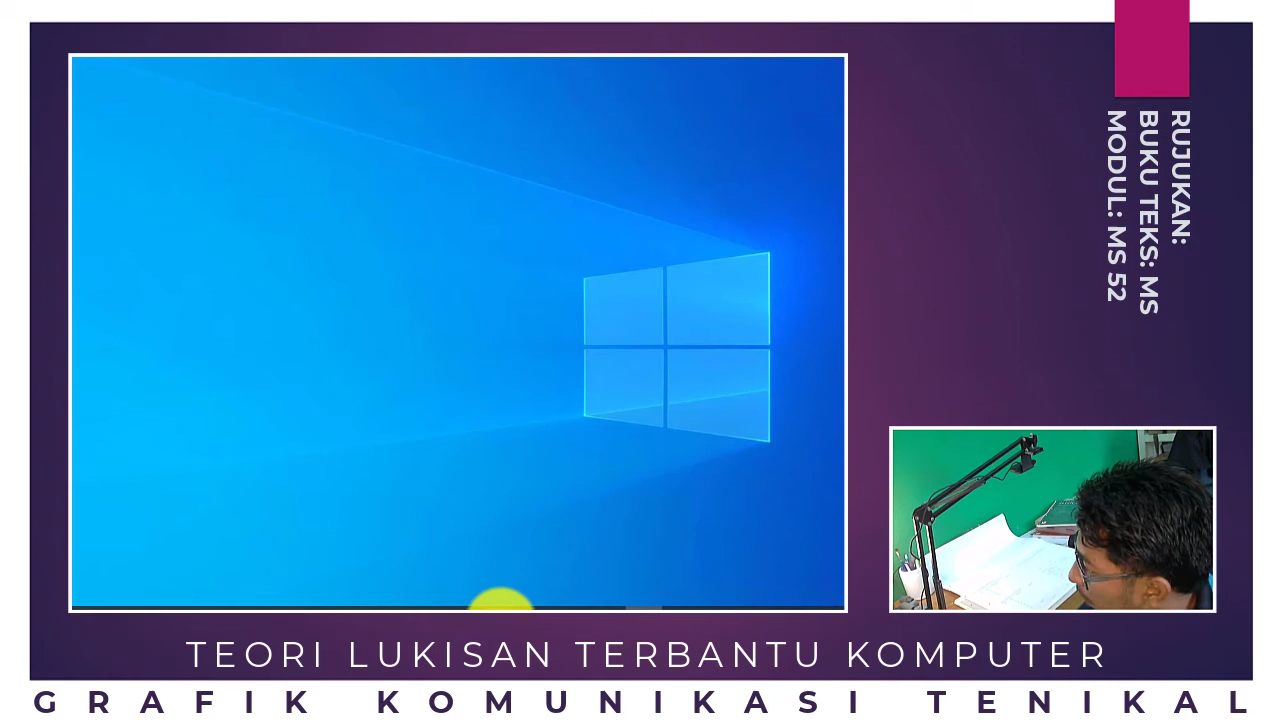 RUJUKAN:
BUKU TEKS: MS
MODUL: MS 52
TEORI LUKISAN TERBANTU KOMPUTER
GRAFIK KOMUNIKASI TENIKAL